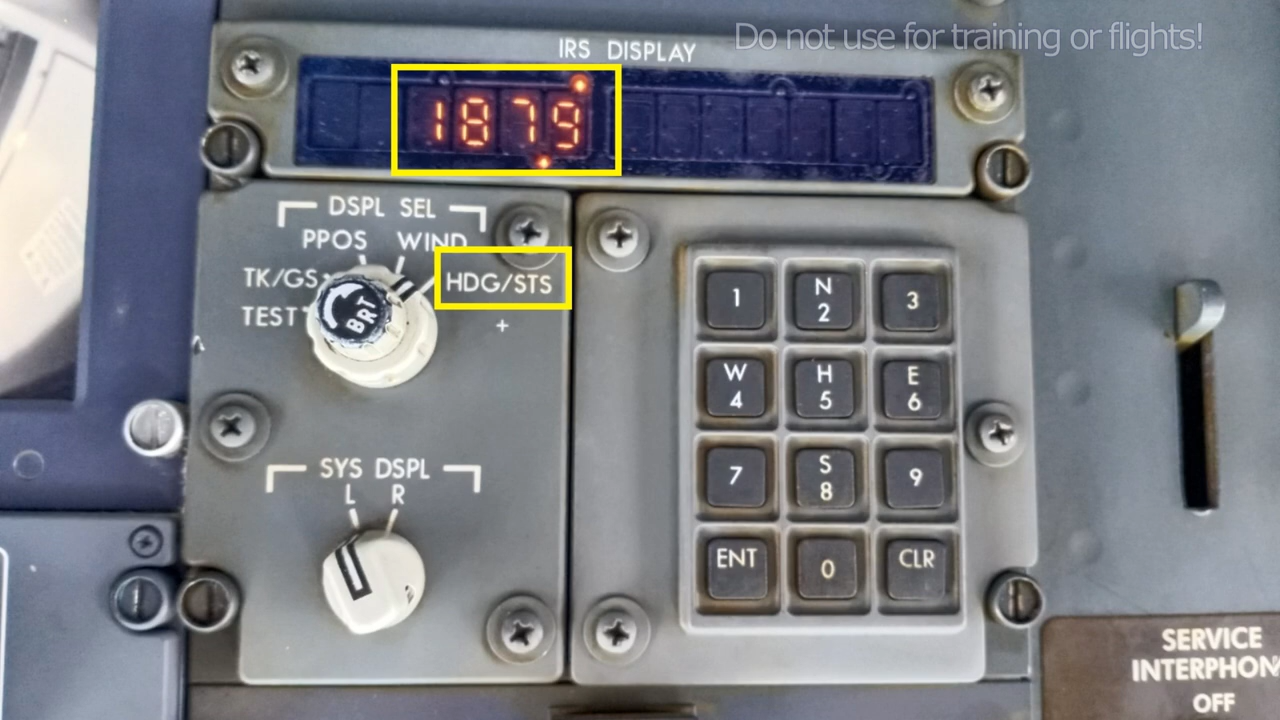 Do not use for training or flights!
IRS DISPLAY
1879
DSPL SEL
PPOS WIND
TK/GS HDG/STS
TEST
BRT
SYS DSPL
L R
1 N 2 3
W 4 H 5 E 6
7 S 8 9
ENT 0 CLR
SERVICE
INTERPHON
OFF